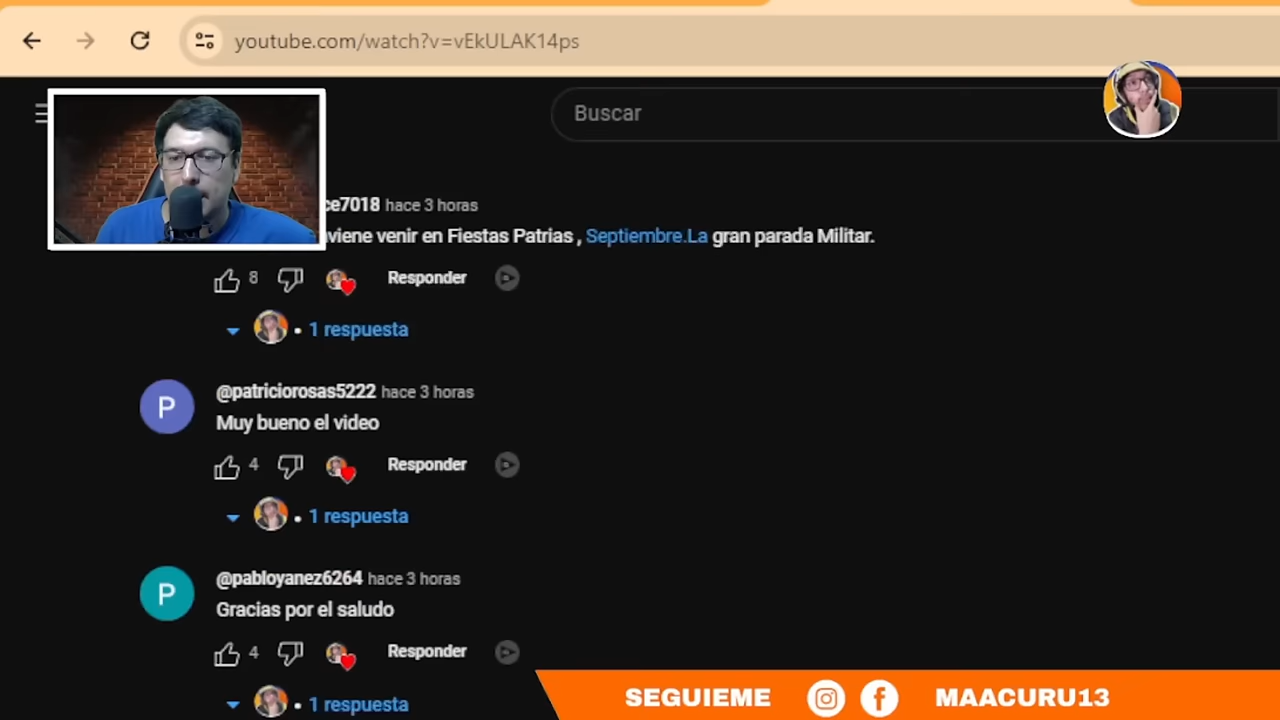 youtube.com/watch?v=vEkULAK14ps
Buscar
ce7018 hace 3 horas
viene venir en Fiestas Patrias , Septiembre.La gran parada Militar.
8 Responder
• 1 respuesta
@patriciorosas5222 hace 3 horas
P
Muy bueno el video
4 Responder
• 1 respuesta
@pabloyanez6264 hace 3 horas
P
Gracias por el saludo
4 Responder
• 1 respuesta
SEGUIEME MAACURU13